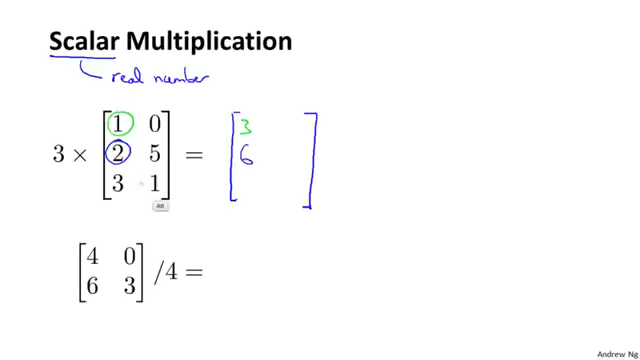 Scalar Multiplication
real number
3 × [1 0
2 5
3 1] = [3
6 ]
[4 0
6 3] /4 =
Andrew Ng